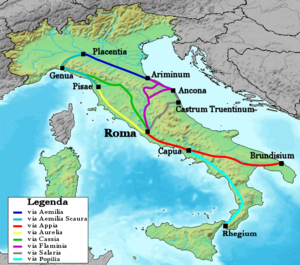 Placentia
Genua
Ariminum
Pisae
Ancona
Castrum Truentinum
Roma
Capua
Brundisium
Rhegium
Legenda
via Aemilia
via Aemilia Scaura
via Appia
via Aurelia
via Cassia
via Flaminia
via Salaria
via Popilia